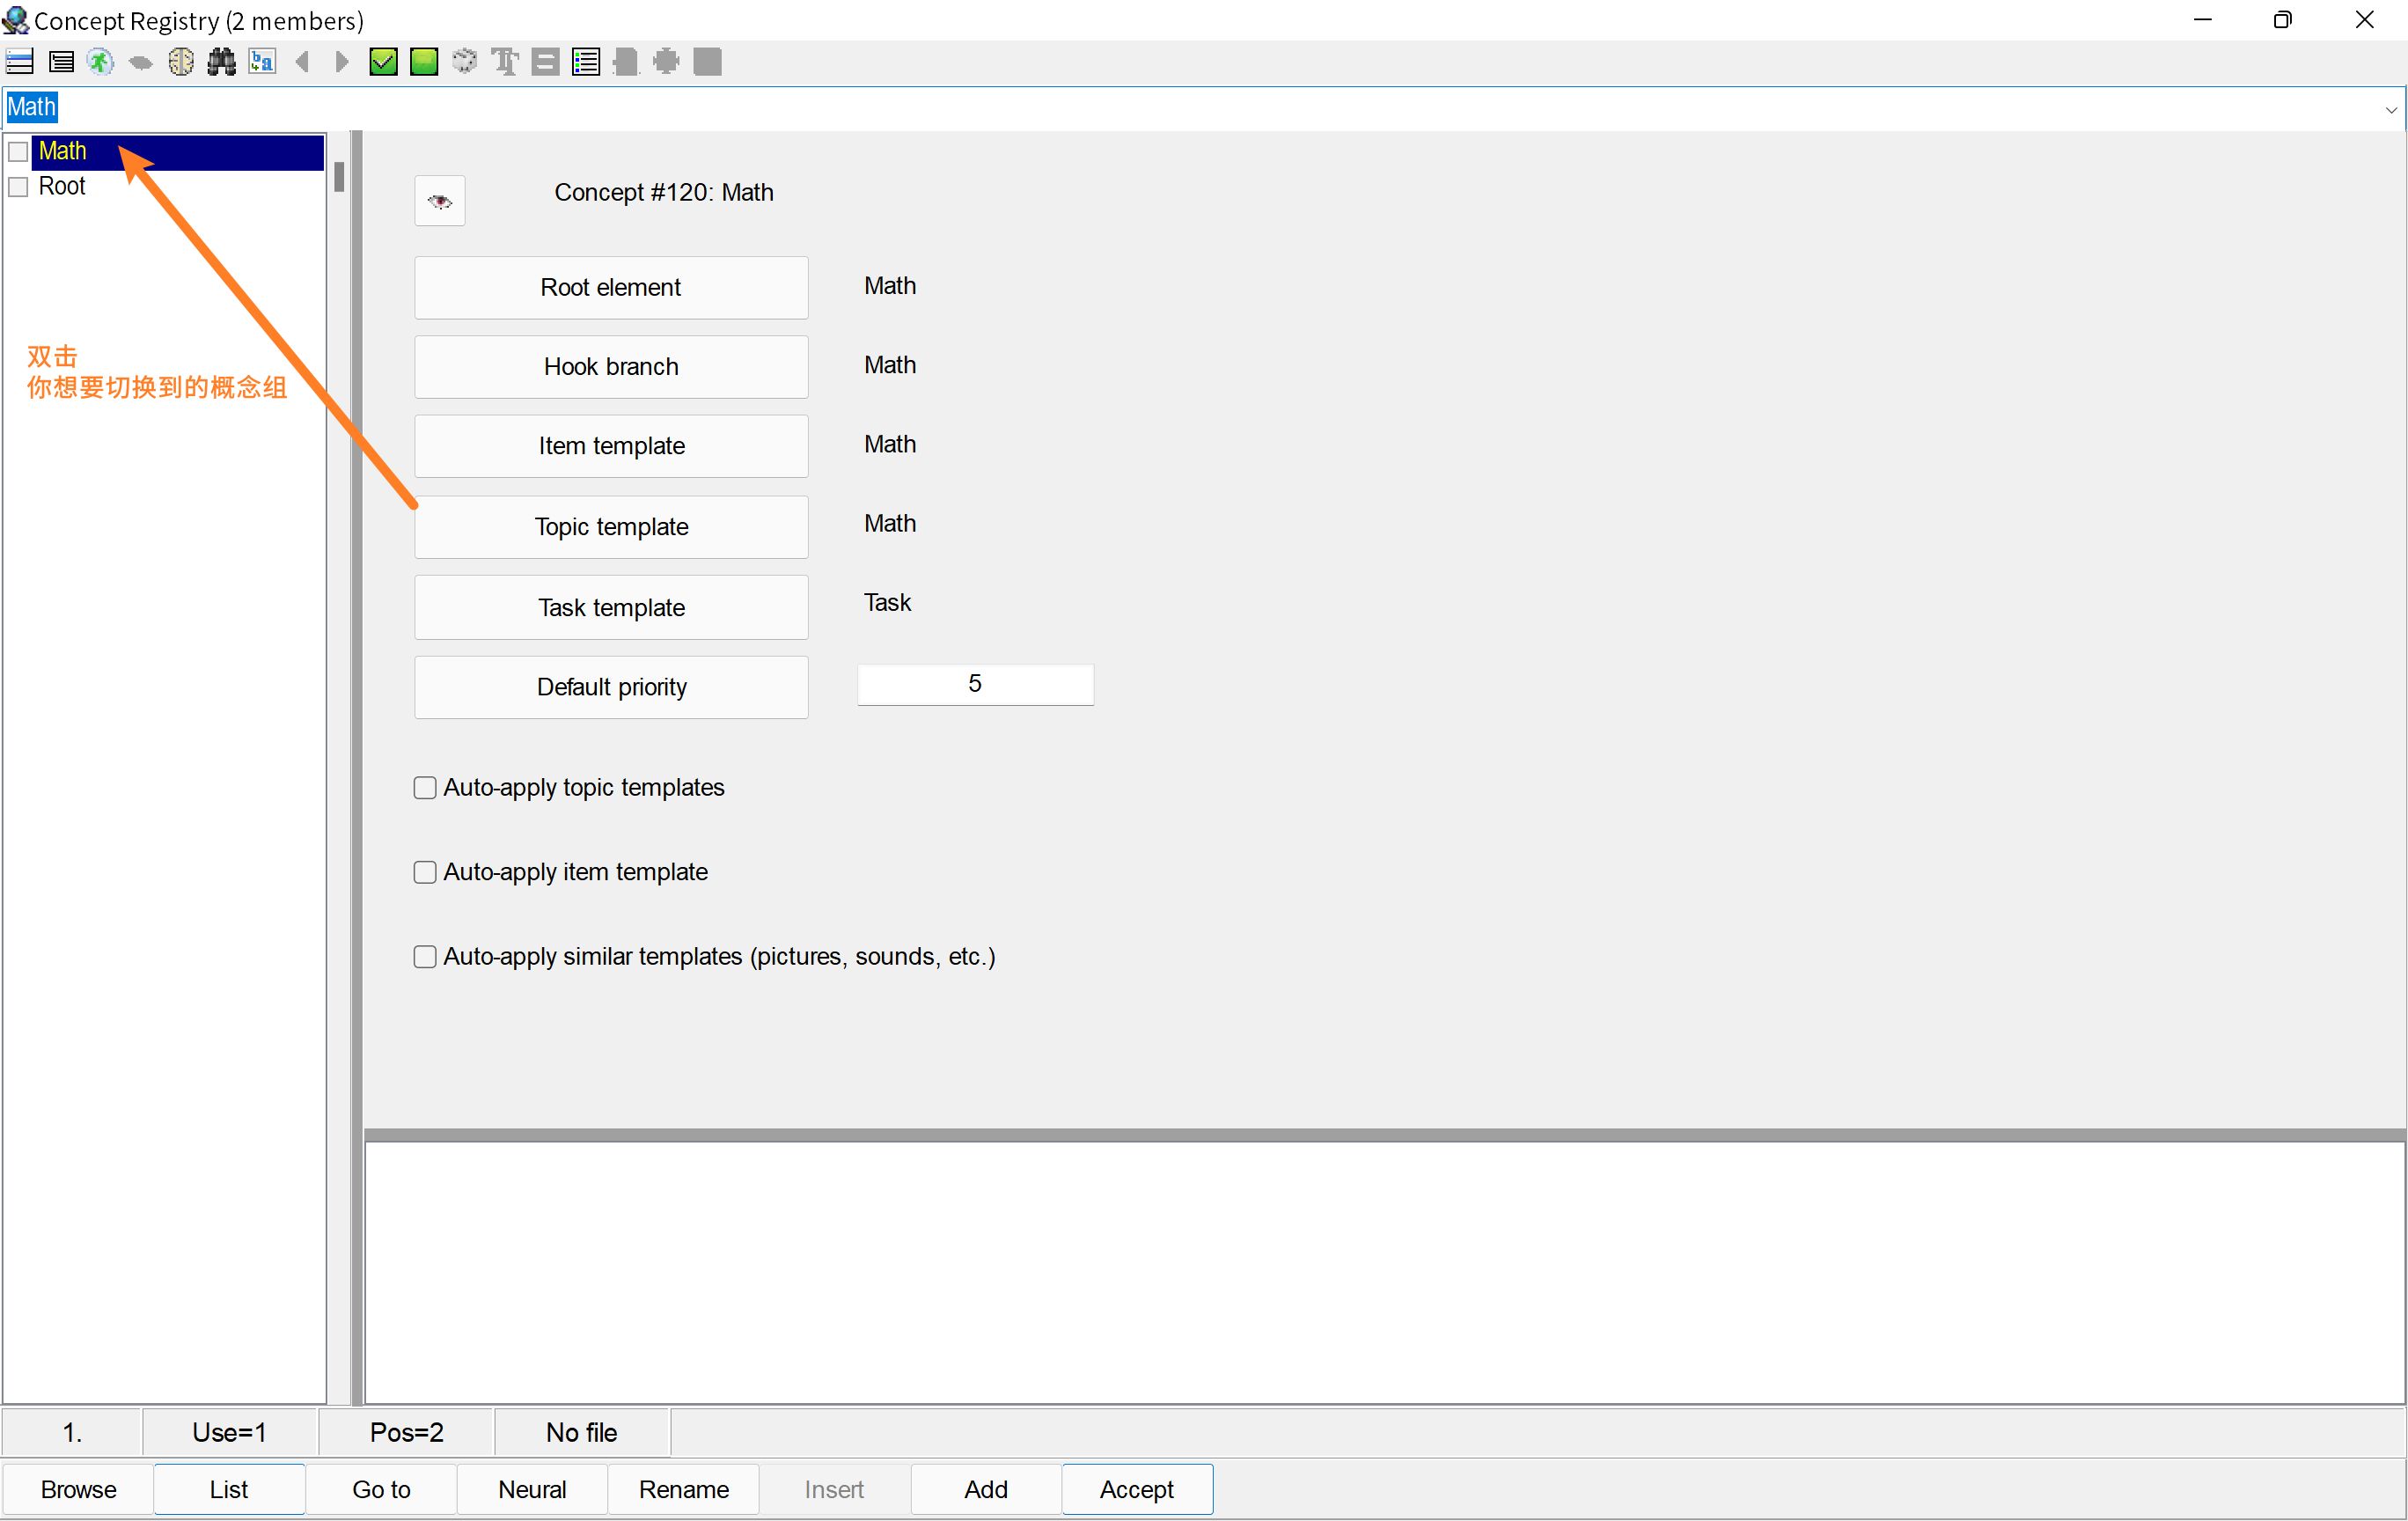 Concept Registry (2 members)
Math
Math
Root
双击
你想要切换到的概念组
Concept #120: Math
Root element Math
Hook branch Math
Item template Math
Topic template Math
Task template Task
Default priority 5
Auto-apply topic templates
Auto-apply item template
Auto-apply similar templates (pictures, sounds, etc.)
1. Use=1 Pos=2 No file
Browse List Go to Neural Rename Insert Add Accept